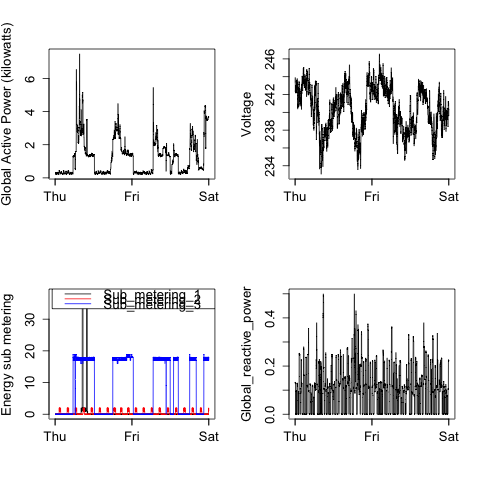 Global Active Power (kilowatts)
0 2 4 6
Thu Fri Sat
Voltage
234 238 242 246
Thu Fri Sat
Energy sub metering
0 10 20 30
Sub_metering_1
Sub_metering_2
Sub_metering_3
Thu Fri Sat
Global_reactive_power
0.0 0.2 0.4
Thu Fri Sat